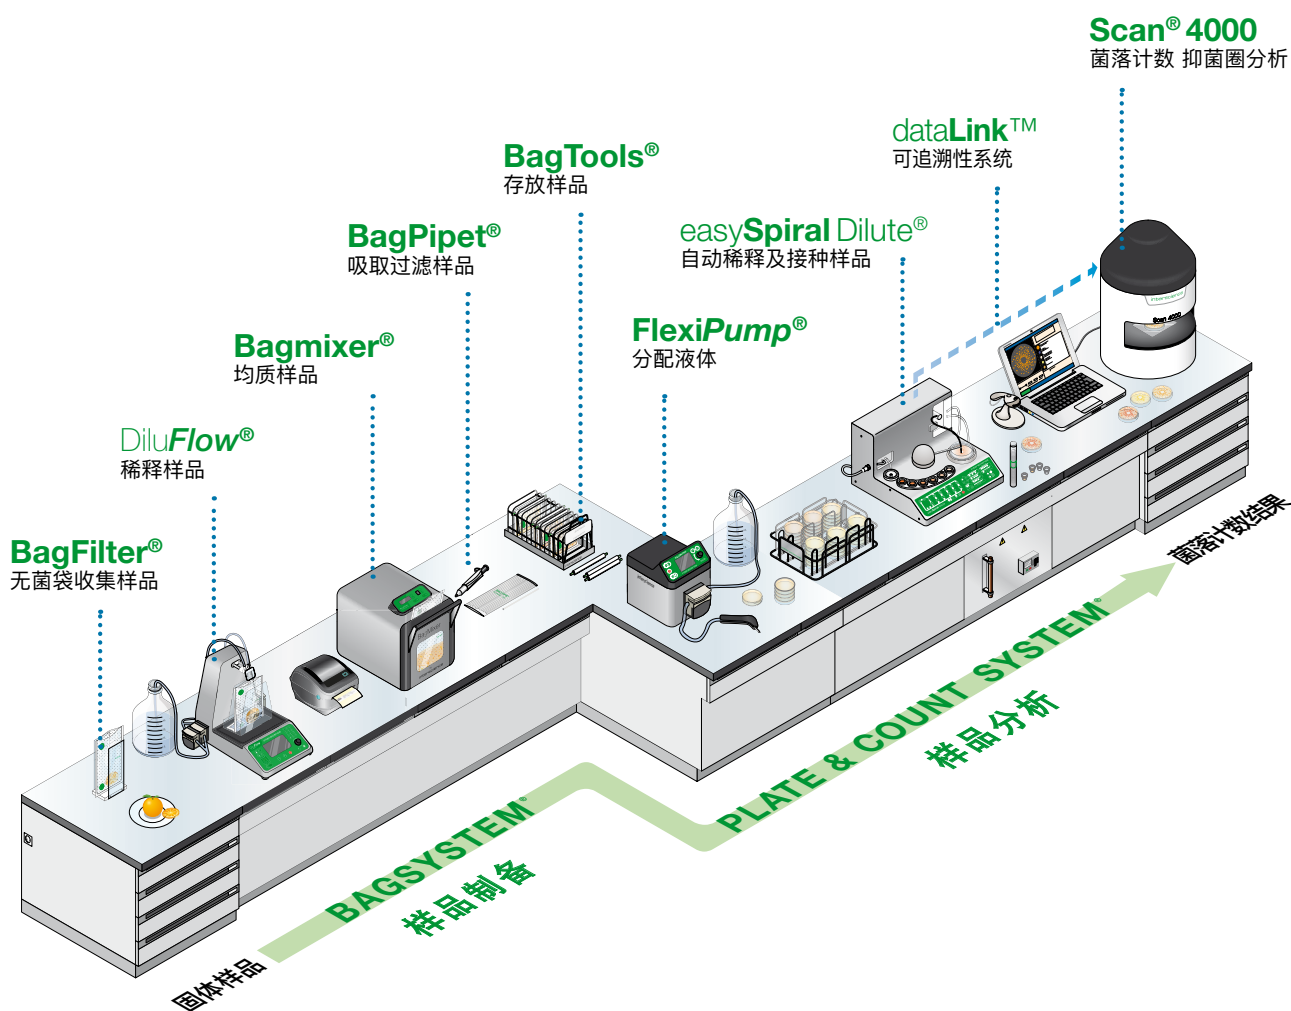 Scan® 4000
菌落计数 抑菌圈分析
dataLink™
可追溯性系统
BagTools®
存放样品
BagPipet®
吸取过滤样品
easySpiral Dilute®
自动稀释及接种样品
FlexiPump®
分配液体
Bagmixer®
均质样品
DiluFlow®
稀释样品
BagFilter®
无菌袋收集样品
interscience
Scan 4000
固体样品
BAGSYSTEM®
样品制备
PLATE & COUNT SYSTEM®
样品分析
菌落计数结果